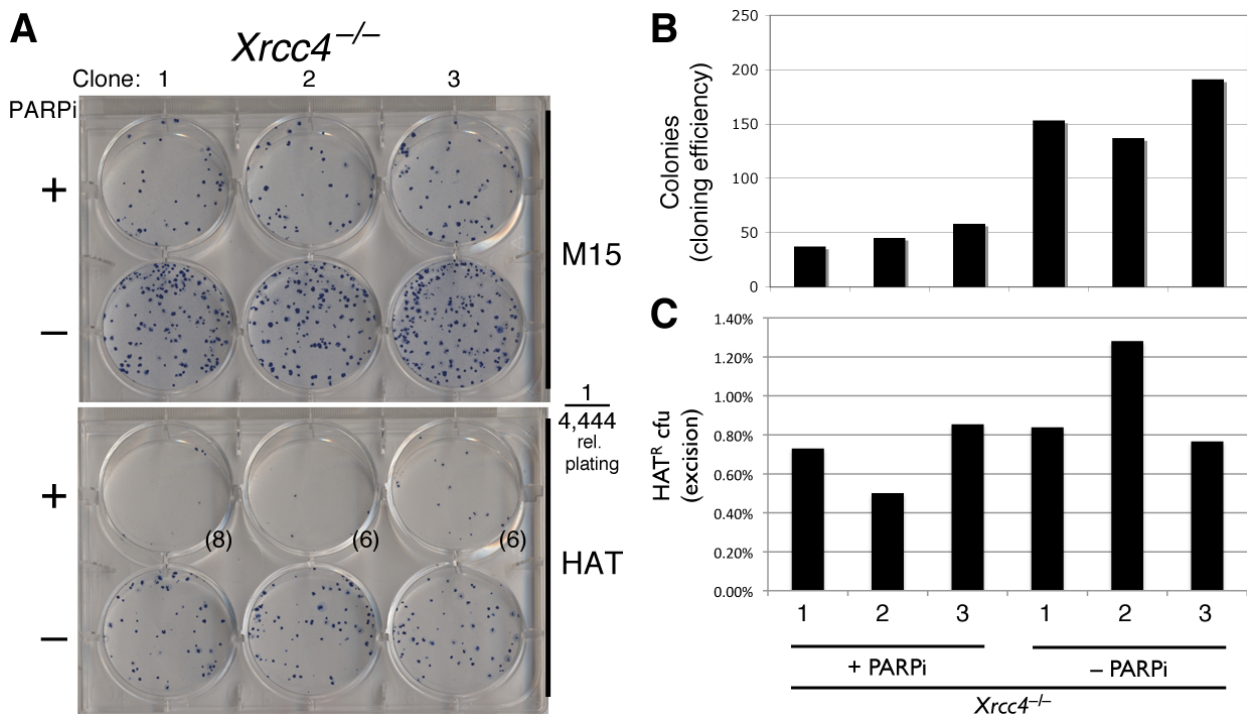 A
Xrcc4–/–
Clone: 1 2 3
PARPi
+
–
M15
1
4,444
rel.
plating
+
(8) (6) (6)
–
HAT
B
Colonies
(cloning efficiency)
250
200
150
100
50
0
C
HATR cfu
(excision)
1.40%
1.20%
1.00%
0.80%
0.60%
0.40%
0.20%
0.00%
1 2 3 1 2 3
+ PARPi – PARPi
Xrcc4–/–